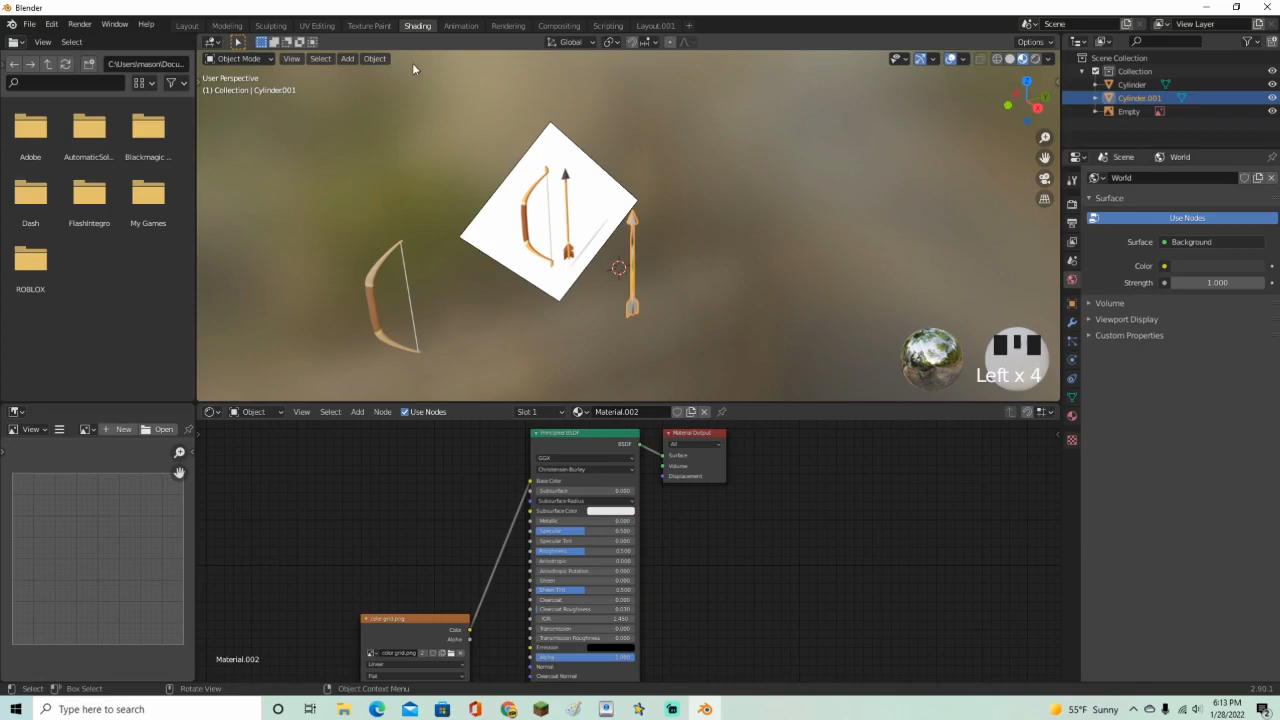 Blender
File Edit Render Window Help Layout Modeling Sculpting UV Editing Texture Paint Shading Animation Rendering Compositing Scripting Layout.001 Scene View Layer
View Select Global Options
C:\Users\mason\Docu... Object Mode View Select Add Object
User Perspective
(1) Collection | Cylinder.001
Scene Collection
Collection
Cylinder
Cylinder.001
Empty
Adobe AutomaticSol... Blackmagic ...
Dash FlashIntegro My Games
ROBLOX
Scene World
World
Surface
Use Nodes
Surface Background
Color
Strength 1.000
Volume
Viewport Display
Custom Properties
Left x 4
Object View Select Add Node Use Nodes Slot 1 Material.002
View New Open
Principled BSDF
BSDF
GGX
Christensen-Burley
Base Color
Subsurface 0.000
Subsurface Radius
Subsurface Color
Metallic 0.000
Specular 0.500
Specular Tint 0.000
Roughness 0.500
Anisotropic 0.000
Anisotropic Rotation 0.000
Sheen 0.000
Sheen Tint 0.500
Clearcoat 0.000
Clearcoat Roughness 0.030
IOR 1.450
Transmission 0.000
Transmission Roughness 0.000
Emission
Alpha 1.000
Normal
Clearcoat Normal
Material Output
All
Surface
Volume
Displacement
color grid.png
Color
Alpha
color grid.png 2
Linear
Flat
Material.002
Select Box Select Rotate View Object Context Menu 2.90.1
Type here to search 55°F Sunny 6:13 PM
1/28/2022